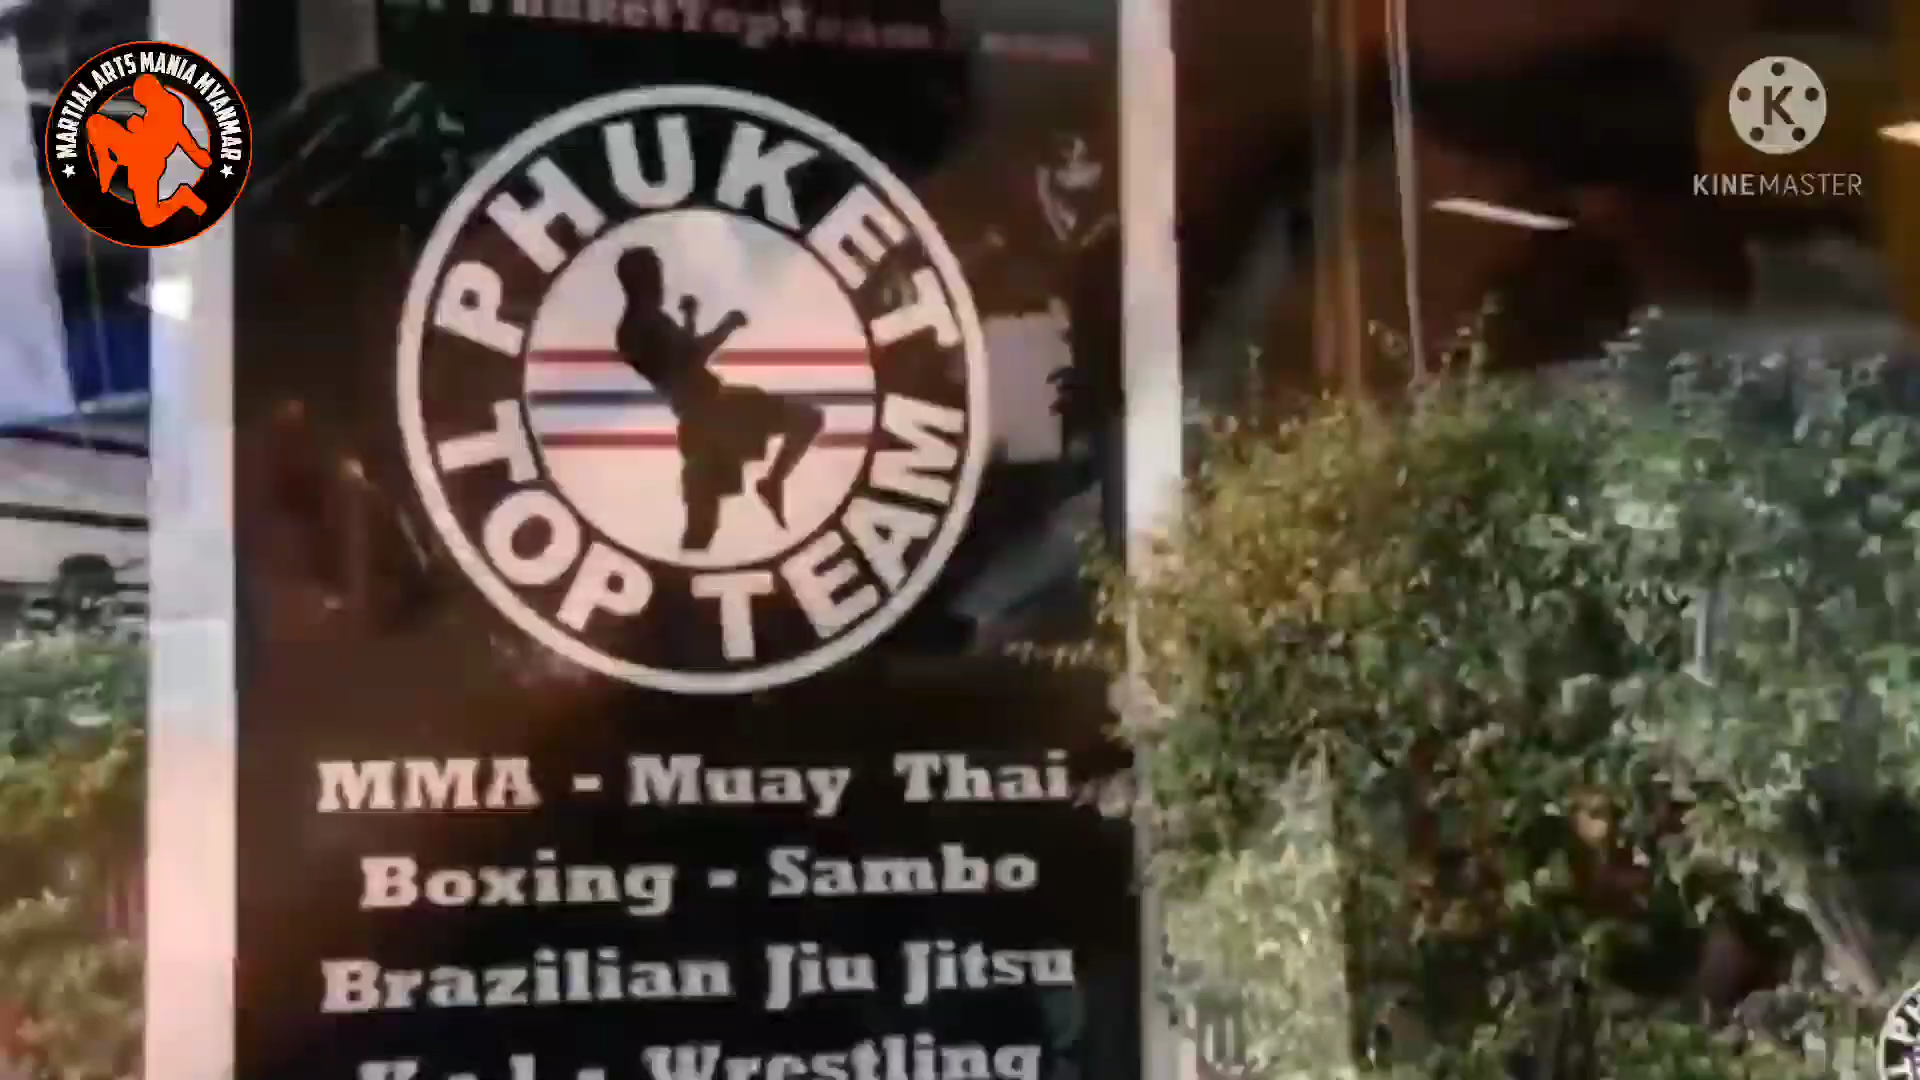 MARTIAL ARTS MANIA MYANMAR
K
KINEMASTER
PHUKET
TOP TEAM
MMA - Muay Thai
Boxing - Sambo
Brazilian Jiu Jitsu
Wrestling